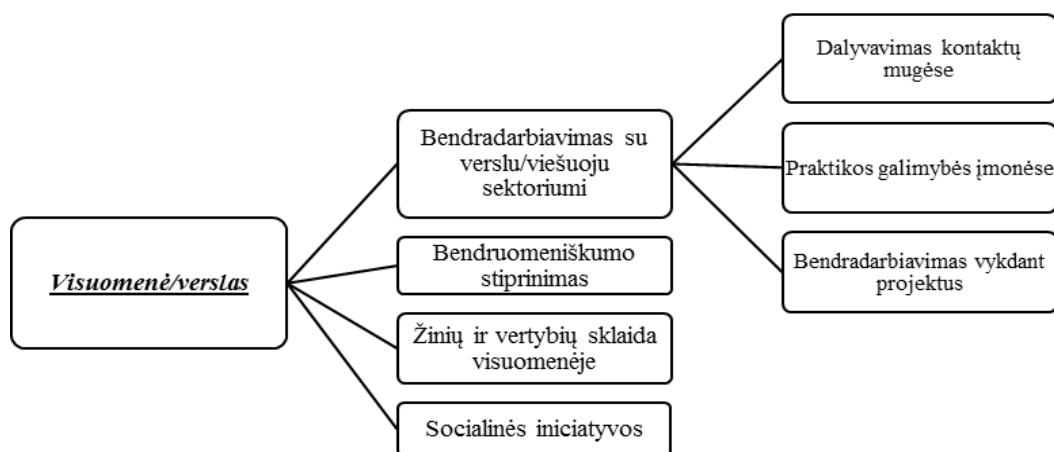 Visuomenė/verslas
Bendradarbiavimas su
verslu/viešuoju
sektoriumi
Bendruomeniškumo
stiprinimas
Žinių ir vertybių sklaida
visuomenėje
Socialinės iniciatyvos
Dalyvavimas kontaktų
mugėse
Praktikos galimybės įmonėse
Bendradarbiavimas vykdant
projektus